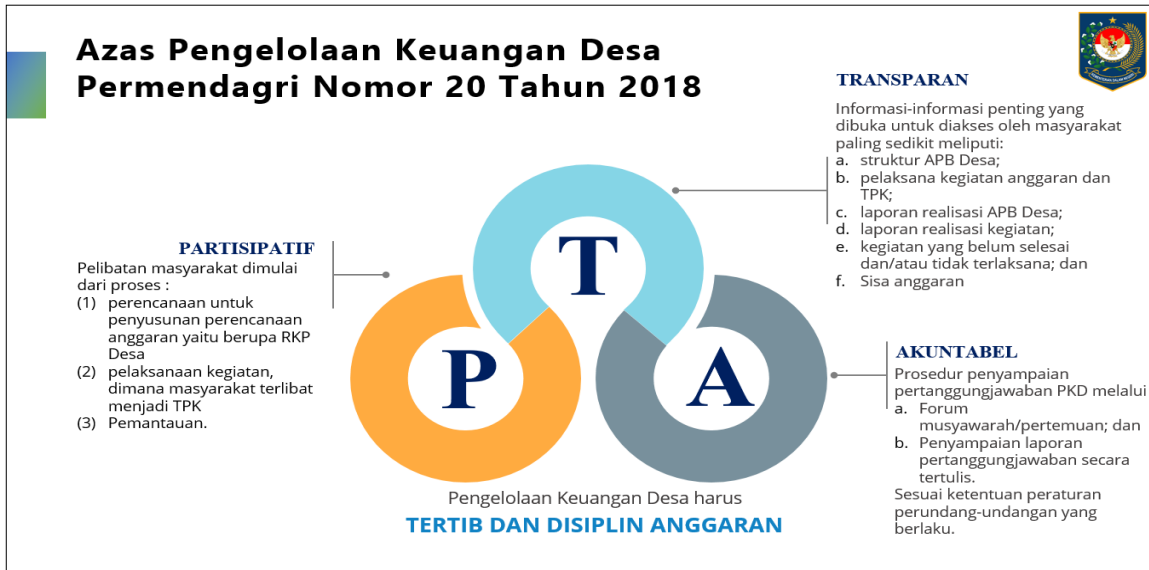 Azas Pengelolaan Keuangan Desa
Permendagri Nomor 20 Tahun 2018
TRANSPARAN
Informasi-informasi penting yang
dibuka untuk diakses oleh masyarakat
paling sedikit meliputi:
a. struktur APB Desa;
b. pelaksana kegiatan anggaran dan
TPK;
c. laporan realisasi APB Desa;
d. laporan realisasi kegiatan;
e. kegiatan yang belum selesai
dan/atau tidak terlaksana; dan
f. Sisa anggaran
PARTISIPATIF
Pelibatan masyarakat dimulai
dari proses :
(1) perencanaan untuk
penyusunan perencanaan
anggaran yaitu berupa RKP
Desa
(2) pelaksanaan kegiatan,
dimana masyarakat terlibat
menjadi TPK
(3) Pemantauan.
T
P
A
AKUNTABEL
Prosedur penyampaian
pertanggungjawaban PKD melalui
a. Forum
musyawarah/pertemuan; dan
b. Penyampaian laporan
pertanggungjawaban secara
tertulis.
Sesuai ketentuan peraturan
perundang-undangan yang
berlaku.
Pengelolaan Keuangan Desa harus
TERTIB DAN DISIPLIN ANGGARAN